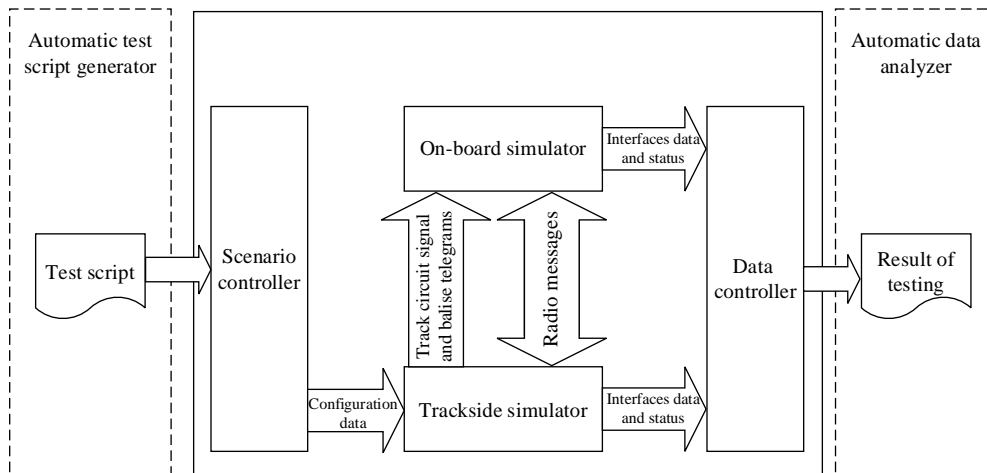 Automatic test
script generator
Test script
Scenario
controller
Configuration
data
On-board simulator
Track circuit signal
and balise telegrams
Radio messages
Trackside simulator
Interfaces data
and status
Interfaces data
and status
Data
controller
Automatic data
analyzer
Result of
testing